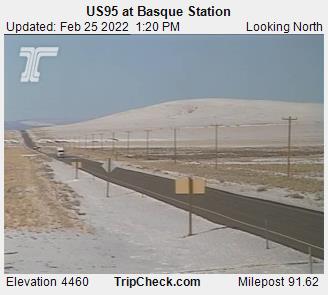 US95 at Basque Station
Updated: Feb 25 2022 1:20 PM Looking North
Elevation 4460 TripCheck.com Milepost 91.62